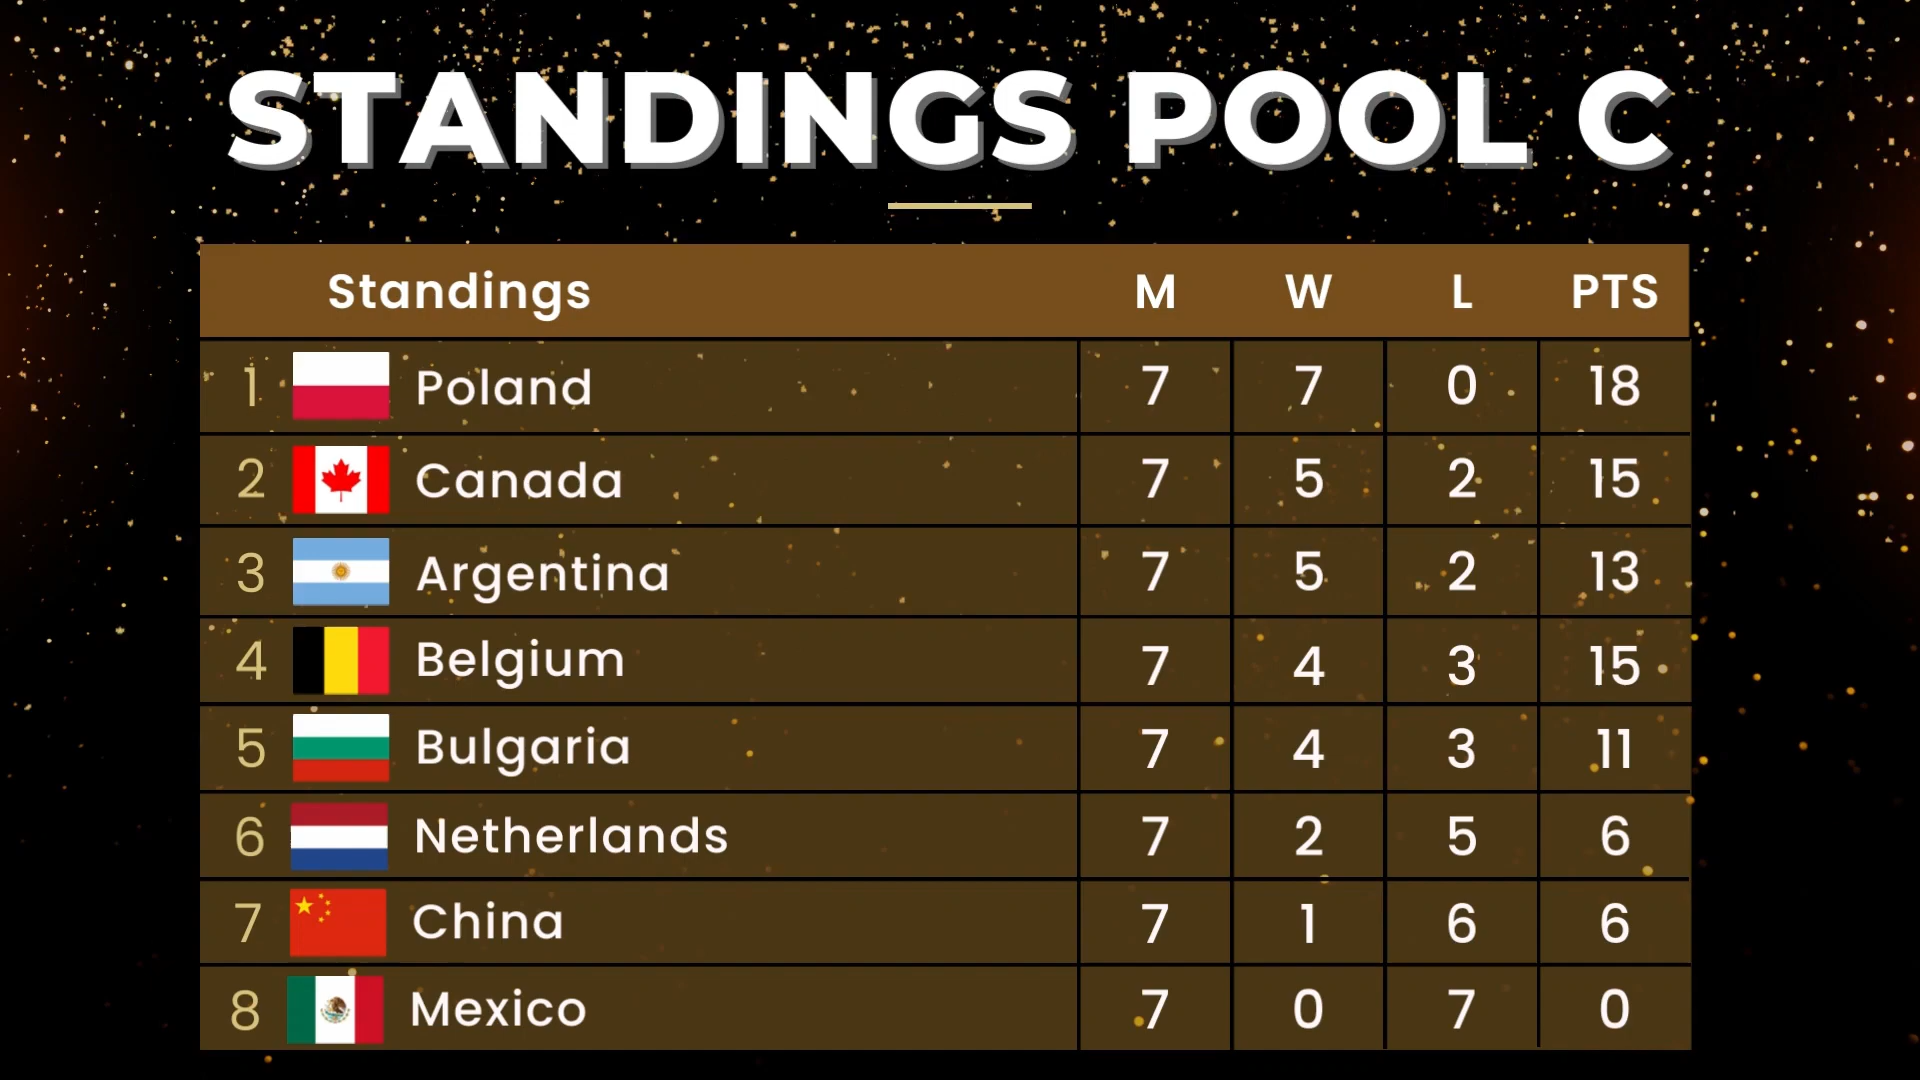 STANDINGS POOL C
Standings M W L PTS
1 Poland 7 7 0 18
2 Canada 7 5 2 15
3 Argentina 7 5 2 13
4 Belgium 7 4 3 15
5 Bulgaria 7 4 3 11
6 Netherlands 7 2 5 6
7 China 7 1 6 6
8 Mexico 7 0 7 0